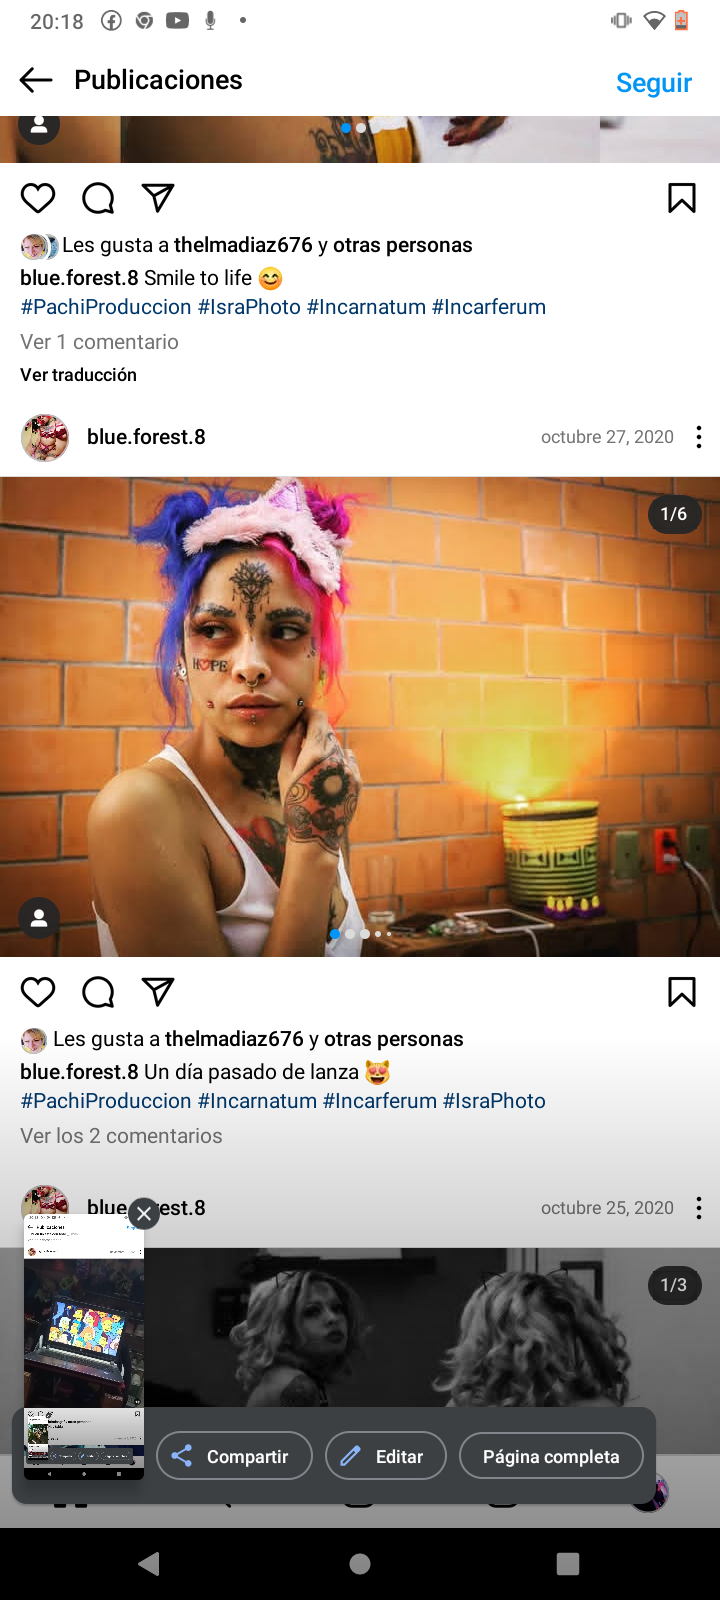 20:18
Publicaciones
Seguir
Les gusta a thelmadiaz676 y otras personas
blue.forest.8 Smile to life 😊
#PachiProduccion #IsraPhoto #Incarnatum #Incarferum
Ver 1 comentario
Ver traducción
blue.forest.8
octubre 27, 2020
1/6
HOPE
Les gusta a thelmadiaz676 y otras personas
blue.forest.8 Un día pasado de lanza 😻
#PachiProduccion #Incarnatum #Incarferum #IsraPhoto
Ver los 2 comentarios
octubre 25, 2020
1/3
Publicaciones
Compartir
Editar
Página completa